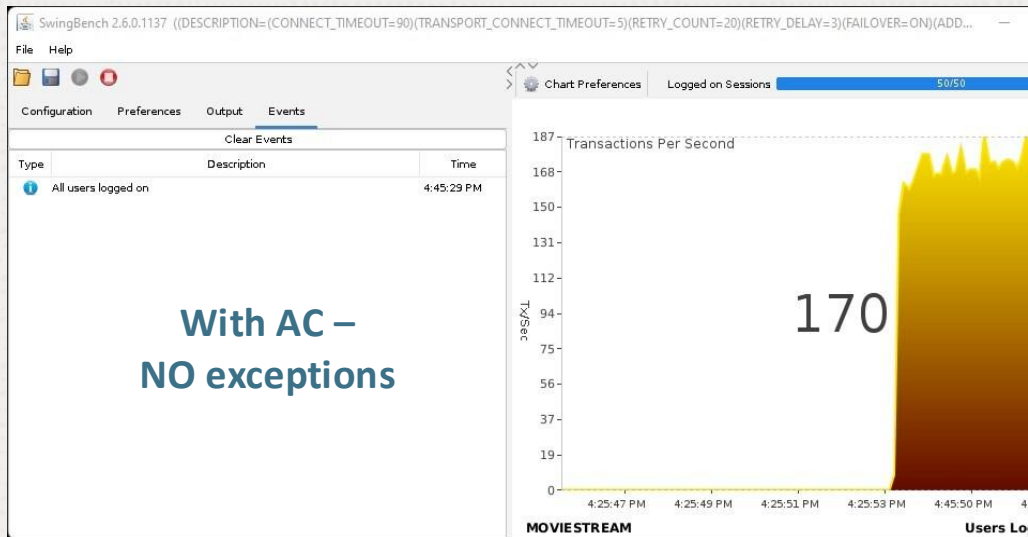 SwingBench 2.6.0.1137 ((DESCRIPTION=(CONNECT_TIMEOUT=90)(TRANSPORT_CONNECT_TIMEOUT=5)(RETRY_COUNT=20)(RETRY_DELAY=3)(FAILOVER=ON)(ADD...
File Help
Chart Preferences Logged on Sessions 50/50
Configuration Preferences Output Events
Clear Events
Type Description Time
All users logged on 4:45:29 PM
With AC –
NO exceptions
Transactions Per Second
187
168
150
131
112
94
75
56
37
19
0
Tx/Sec
170
4:25:47 PM 4:25:49 PM 4:25:51 PM 4:25:53 PM 4:45:50 PM 4
MOVIESTREAM Users Lo